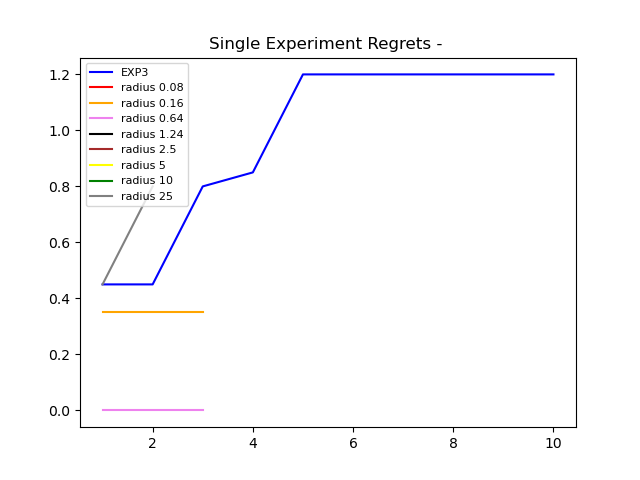 Single Experiment Regrets -
1.2
1.0
0.8
0.6
0.4
0.2
0.0
EXP3
radius 0.08
radius 0.16
radius 0.64
radius 1.24
radius 2.5
radius 5
radius 10
radius 25
2 4 6 8 10